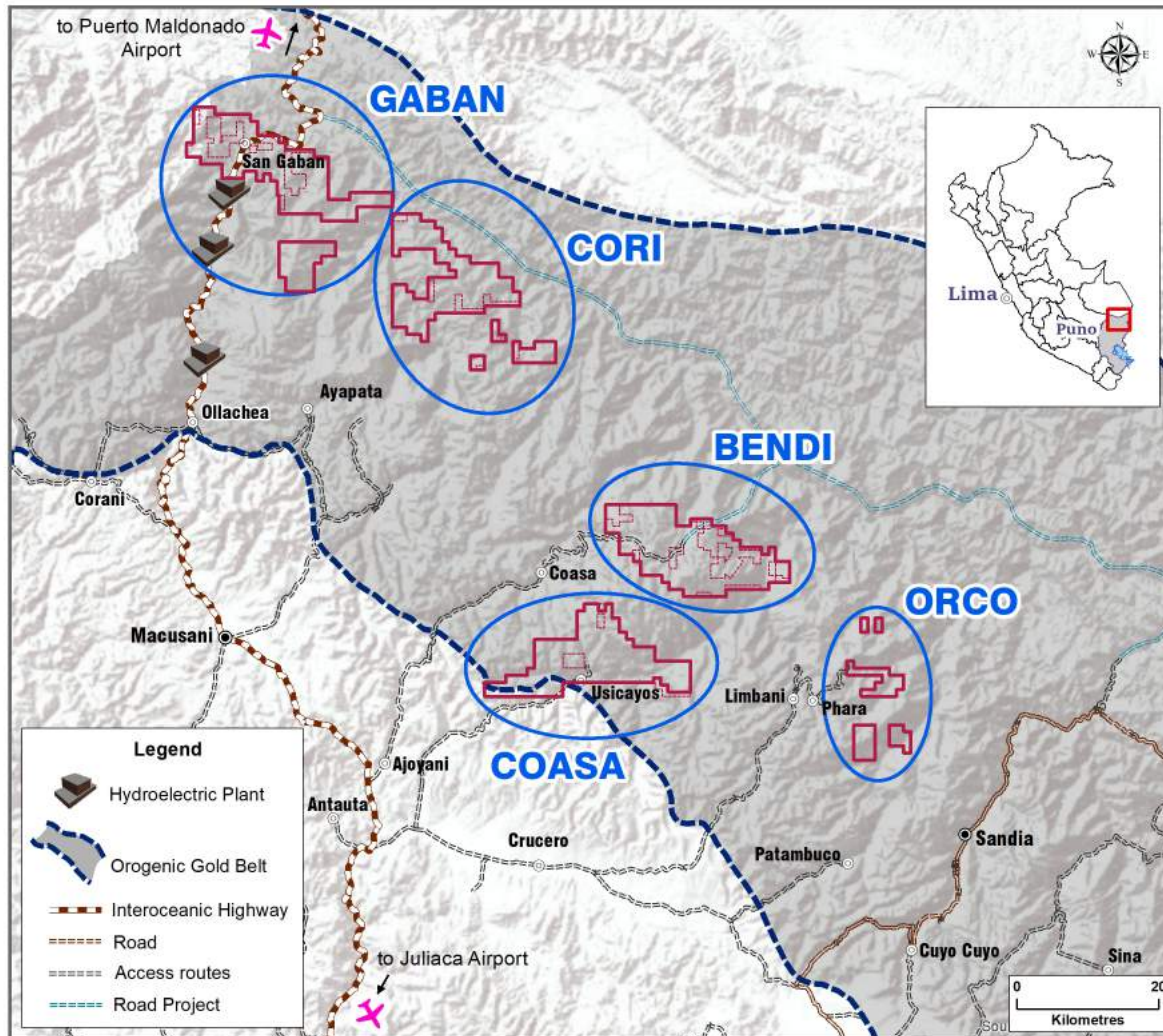 to Puerto Maldonado
Airport
N
W
E
S
GABAN
San Gaban
CORI
Lima
Puno
Ayapata
Ollachea
Corani
BENDI
Coasa
ORCO
Macusani
Usicayos
Limbani
Phara
COASA
Ajoyani
Antauta
Crucero
Patambuco
Sandia
to Juliaca Airport
Cuyo Cuyo
Sina
Legend
Hydroelectric Plant
Orogenic Gold Belt
Interoceanic Highway
Road
Access routes
Road Project
0
20
Kilometres
Sou